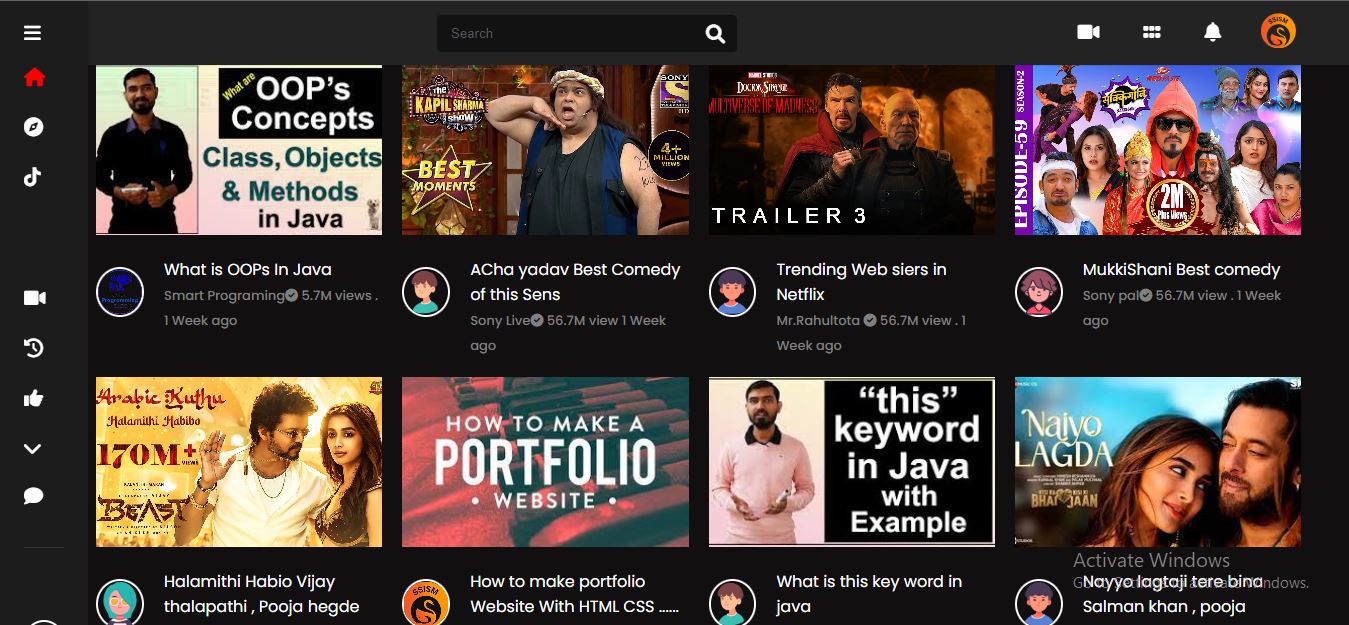 Search
SSISM
What are
OOP's
Concepts
Class, Objects
& Methods
in Java
The
KAPIL SHARMA
Show
BEST
MOMENTS
SONY
4+
MILLION
VIEWS
MARVEL STUDIOS
DOCTOR STRANGE
MULTIVERSE OF MADNESS
TRAILER 3
EPISODE-59 SEASON-2
2M
Plus Views
What is OOPs In Java
Smart Programing 5.7M views .
1 Week ago
Programming
ACha yadav Best Comedy
of this Sens
Sony Live 56.7M view 1 Week
ago
Trending Web siers in
Netflix
Mr.Rahultota 56.7M view . 1
Week ago
MukkiShani Best comedy
Sony pal 56.7M view . 1 Week
ago
Arabic Kuthu
Halamithi Habibo
170M+
VIEWS
BEAST
HOW TO MAKE A
PORTFOLIO
• WEBSITE •
“this”
keyword
in Java
with
Example
NAIYO
LAGDA
KISI KA BHAI KISI KI JAAN
Halamithi Habio Vijay
thalapathi , Pooja hegde
SSISM
How to make portfolio
Website With HTML CSS ......
What is this key word in
java
Nayyo lagtaji tere bina
Salman khan , pooja
Activate Windows
Go to Settings to activate Windows.